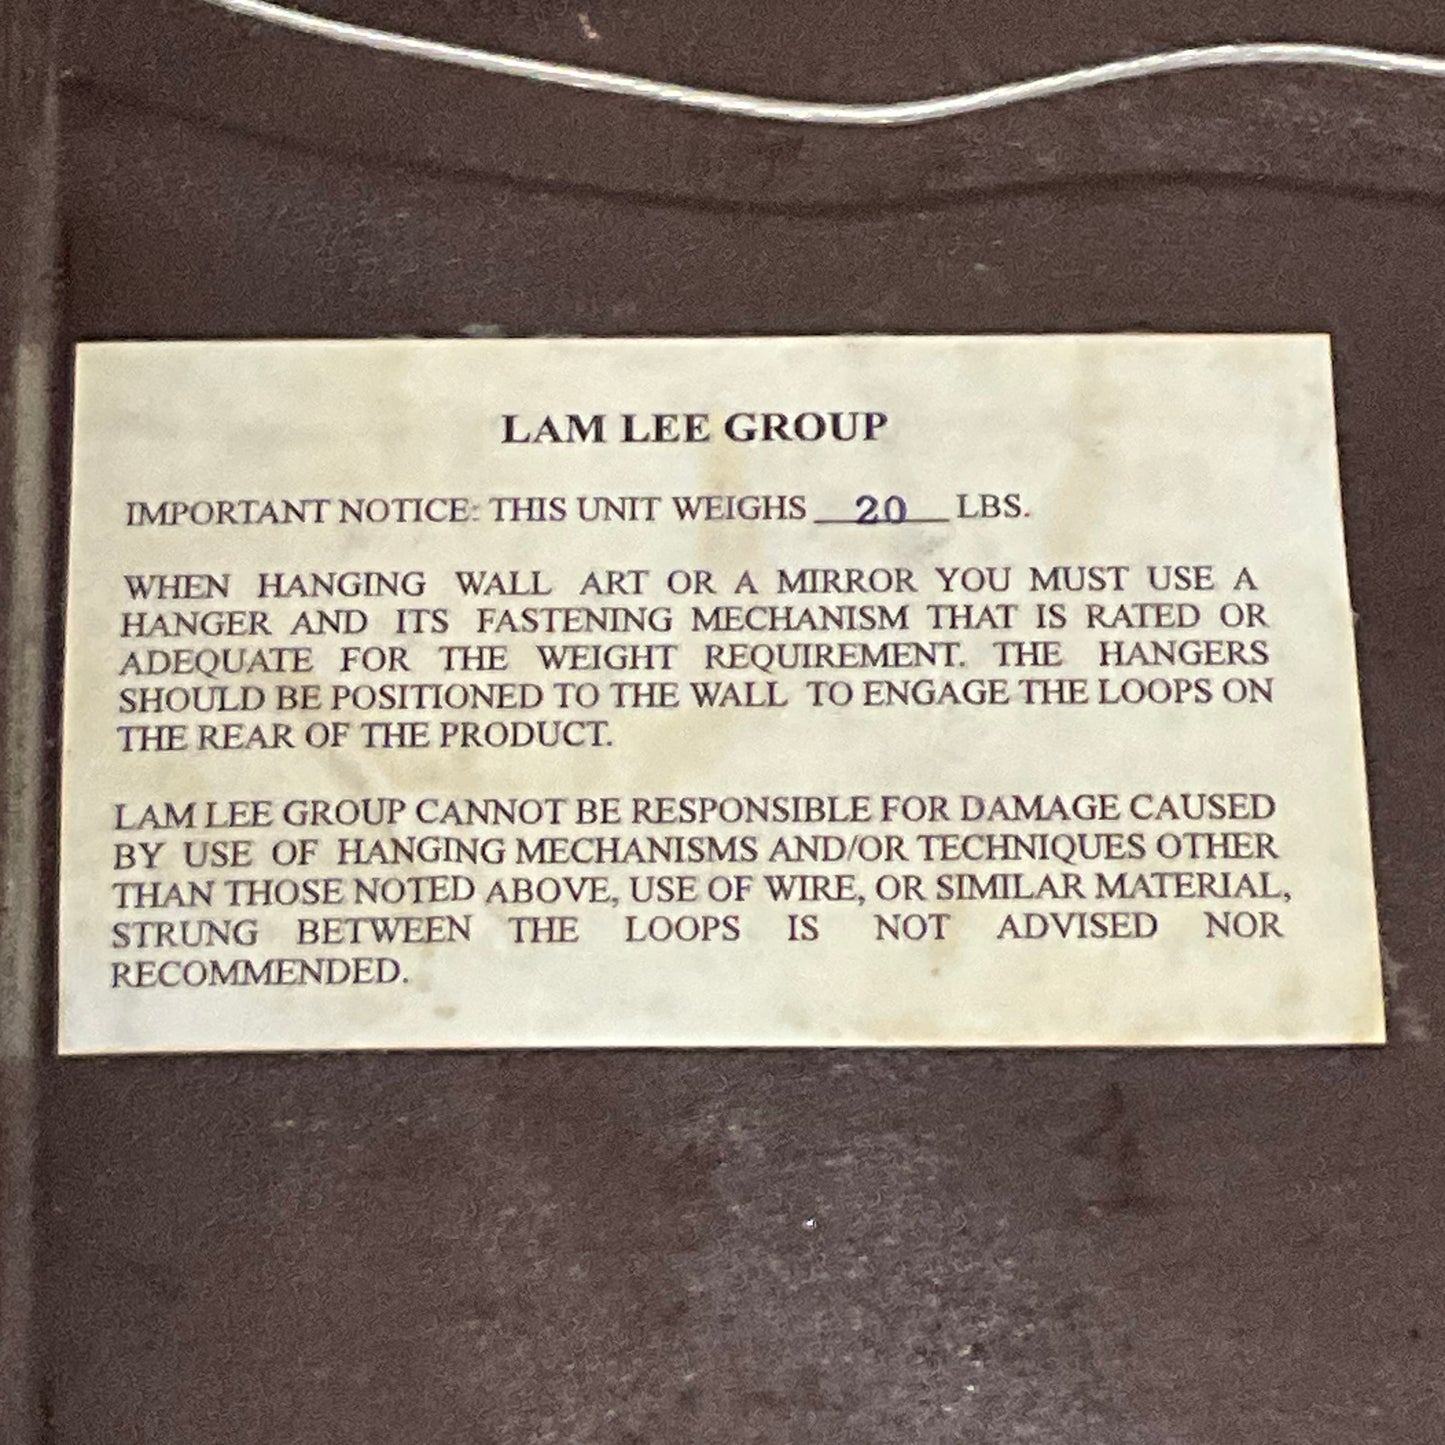 LAM LEE GROUP
IMPORTANT NOTICE: THIS UNIT WEIGHS 20 LBS.
WHEN HANGING WALL ART OR A MIRROR YOU MUST USE A
HANGER AND ITS FASTENING MECHANISM THAT IS RATED OR
ADEQUATE FOR THE WEIGHT REQUIREMENT. THE HANGERS
SHOULD BE POSITIONED TO THE WALL TO ENGAGE THE LOOPS ON
THE REAR OF THE PRODUCT.
LAM LEE GROUP CANNOT BE RESPONSIBLE FOR DAMAGE CAUSED
BY USE OF HANGING MECHANISMS AND/OR TECHNIQUES OTHER
THAN THOSE NOTED ABOVE, USE OF WIRE, OR SIMILAR MATERIAL,
STRUNG BETWEEN THE LOOPS IS NOT ADVISED NOR
RECOMMENDED.